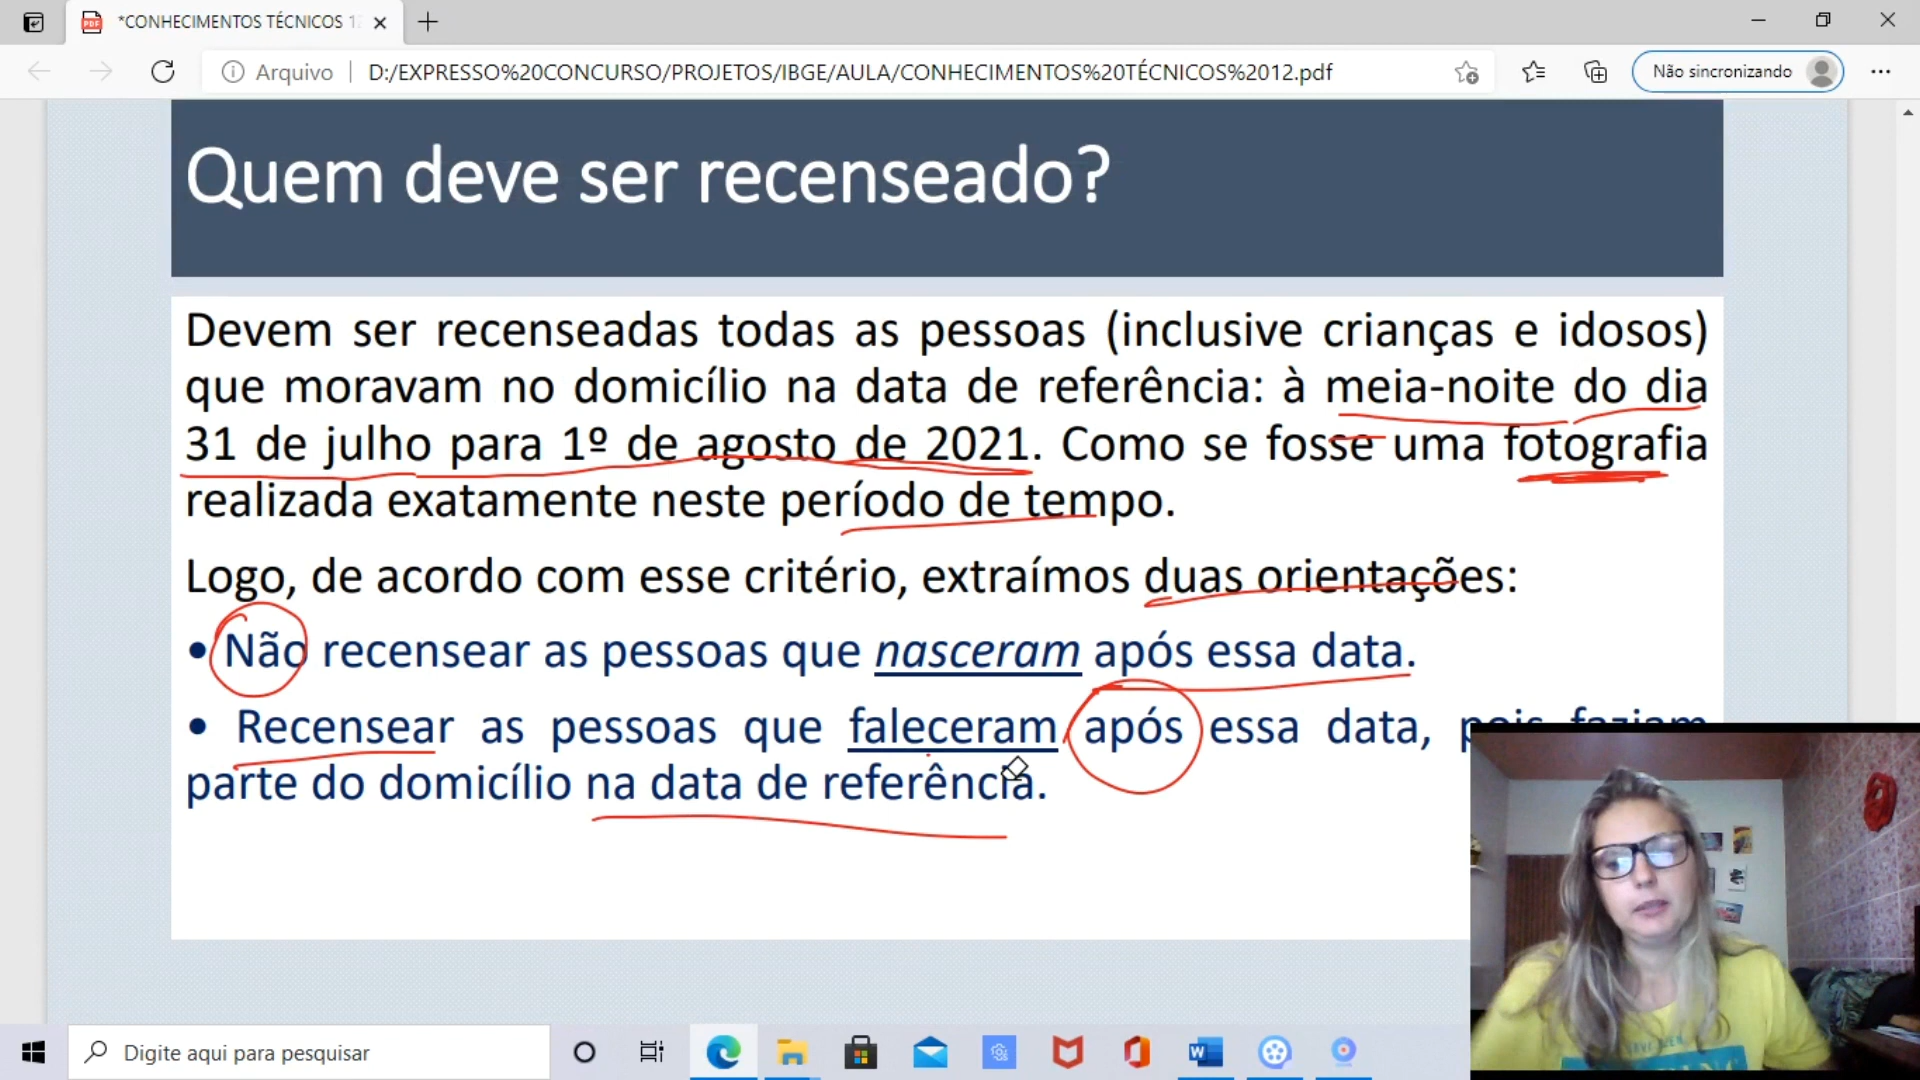 *CONHECIMENTOS TÉCNICOS 1
Arquivo D:/EXPRESSO%20CONCURSO/PROJETOS/IBGE/AULA/CONHECIMENTOS%20TÉCNICOS%2012.pdf Não sincronizando
Quem deve ser recenseado?
Devem ser recenseadas todas as pessoas (inclusive crianças e idosos)
que moravam no domicílio na data de referência: à meia-noite do dia
31 de julho para 1º de agosto de 2021. Como se fosse uma fotografia
realizada exatamente neste período de tempo.
Logo, de acordo com esse critério, extraímos duas orientações:
• Não recensear as pessoas que nasceram após essa data.
• Recensear as pessoas que faleceram após essa data, pois faziam
parte do domicílio na data de referência.
Digite aqui para pesquisar